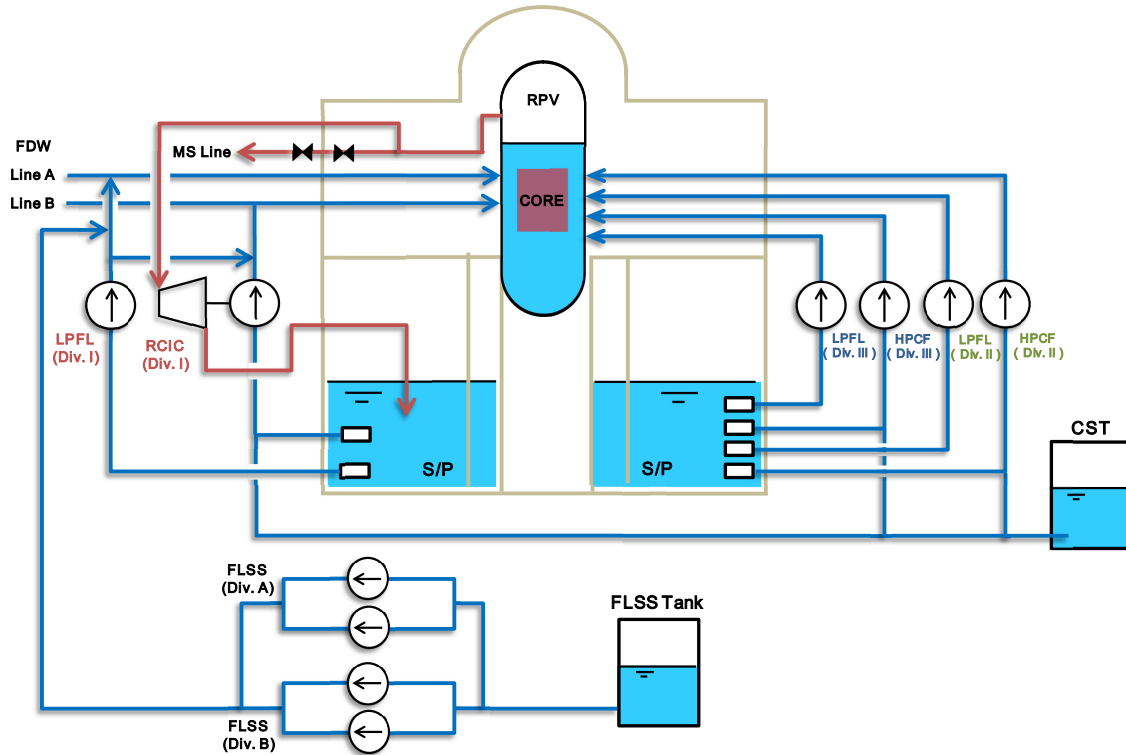 RPV
FDW
MS Line
Line A
Line B
CORE
LPFL
(Div. I)
RCIC
(Div. I)
LPFL
( Div. III)
HPCF
( Div. III)
LPFL
( Div. II)
HPCF
( Div. II)
S/P
S/P
CST
FLSS
(Div. A)
FLSS Tank
FLSS
(Div. B)